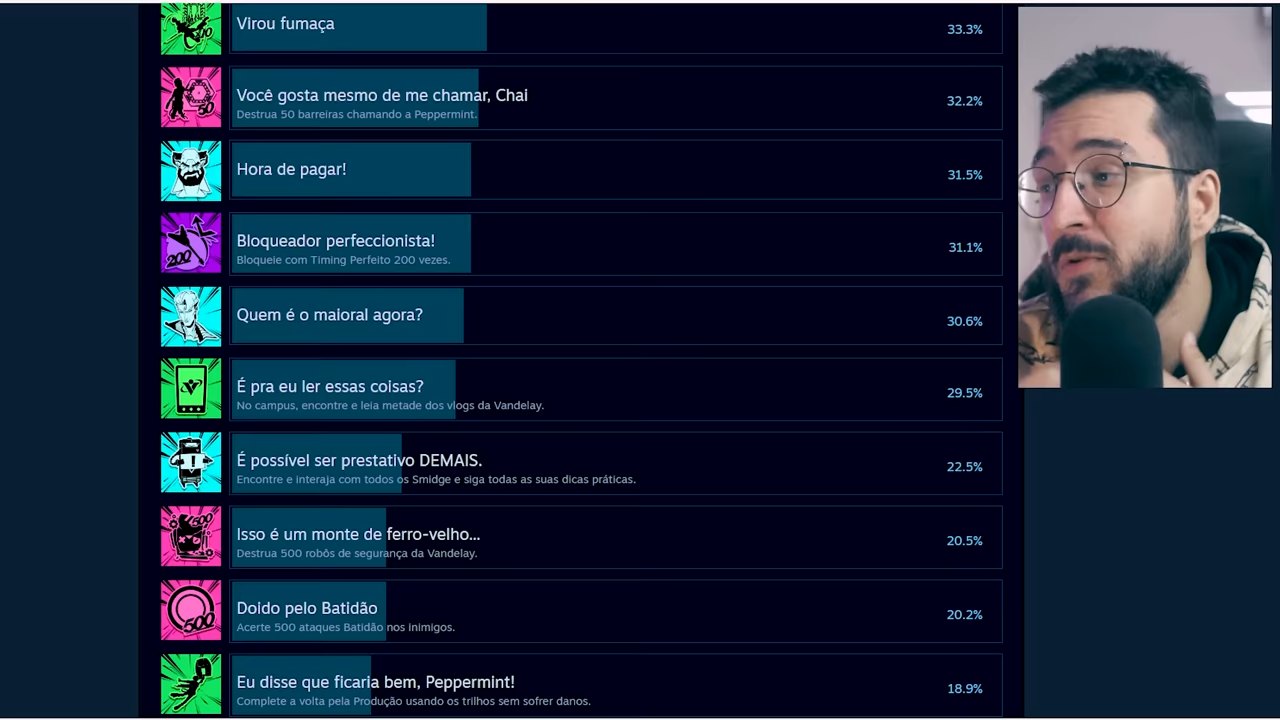 Virou fumaça
33.3%
Você gosta mesmo de me chamar, Chai
Destrua 50 barreiras chamando a Peppermint.
32.2%
50
Hora de pagar!
31.5%
Bloqueador perfeccionista!
Bloqueie com Timing Perfeito 200 vezes.
31.1%
200
Quem é o maioral agora?
30.6%
É pra eu ler essas coisas?
No campus, encontre e leia metade dos vlogs da Vandelay.
29.5%
É possível ser prestativo DEMAIS.
Encontre e interaja com todos os Smidge e siga todas as suas dicas práticas.
22.5%
Isso é um monte de ferro-velho...
Destrua 500 robôs de segurança da Vandelay.
20.5%
500
Doido pelo Batidão
Acerte 500 ataques Batidão nos inimigos.
20.2%
500
Eu disse que ficaria bem, Peppermint!
Complete a volta pela Produção usando os trilhos sem sofrer danos.
18.9%